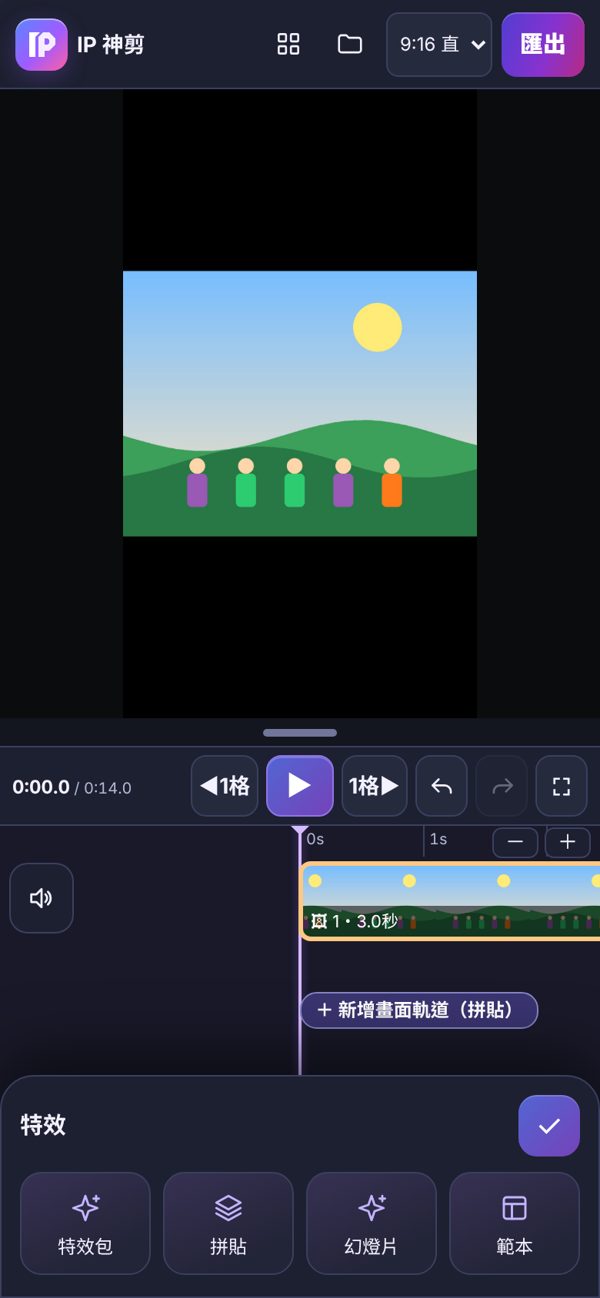 IP 神剪
9:16 直
匯出
0:00.0 / 0:14.0
◀1格
1格▶
0s
1s
1・3.0秒
+ 新增畫面軌道（拼貼）
特效
特效包
拼貼
幻燈片
範本